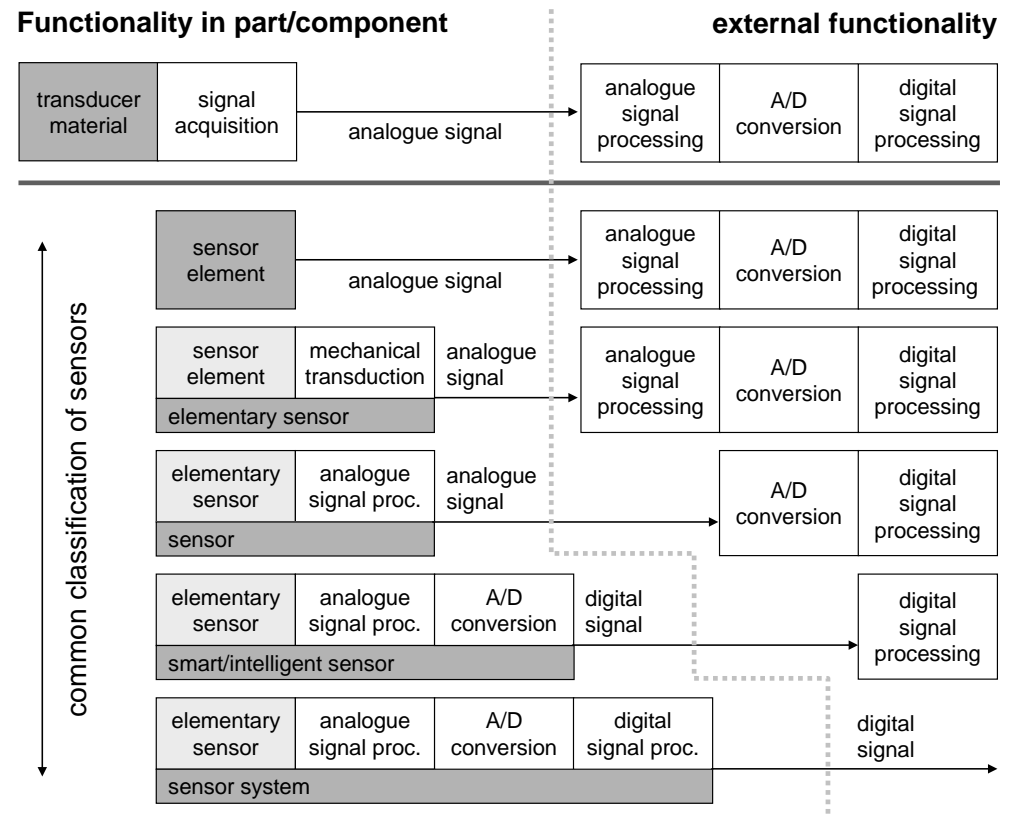 Functionality in part/component
external functionality
transducer
material
signal
acquisition
analogue signal
analogue
signal
processing
A/D
conversion
digital
signal
processing
common classification of sensors
sensor
element
analogue signal
analogue
signal
processing
A/D
conversion
digital
signal
processing
sensor
element
mechanical
transduction
elementary sensor
analogue
signal
analogue
signal
processing
A/D
conversion
digital
signal
processing
elementary
sensor
analogue
signal proc.
sensor
analogue
signal
A/D
conversion
digital
signal
processing
elementary
sensor
analogue
signal proc.
A/D
conversion
smart/intelligent sensor
digital
signal
digital
signal
processing
elementary
sensor
analogue
signal proc.
A/D
conversion
digital
signal proc.
sensor system
digital
signal